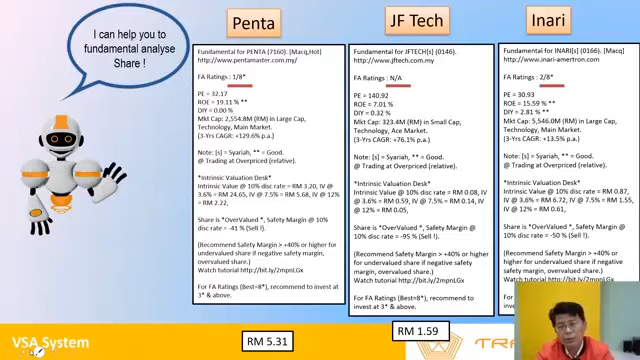 I can help you to
fundamental analyse
Share !
Penta
JF Tech
Inari
Fundamental for PENTA (7160). [Macq,Hot]
http://www.pentamaster.com.my/
FA Ratings : 1/8*
PE = 32.17
ROE = 19.11 % **
DIY = 0.00 %
Mkt Cap: 2,554.8M (RM) in Large Cap,
Technology, Main Market.
(3-Yrs CAGR: +129.6% p.a.)
Note: [s] = Syariah, ** = Good.
@ Trading at Overpriced (relative).
*Intrinsic Valuation Desk*
Intrinsic Value @ 10% disc rate = RM 3.20, IV @
3.6% = RM 24.65, IV @ 7.5% = RM 5.68, IV @ 12%
= RM 2.22,
Share is *OverValued *, Safety Margin @ 10%
disc rate = -41 % (Sell !).
(Recommend Safety Margin > +40% or higher for
undervalued share if negative safety margin,
overvalued share.)
Watch tutorial http://bit.ly/2mpnLGx
For FA Ratings (Best=8*), recommend to invest at
3* & above.
Fundamental for JFTECH[s] (0146).
http://www.jftech.com.my
FA Ratings : N/A
PE = 140.92
ROE = 7.01 %
DIY = 0.32 %
Mkt Cap: 323.4M (RM) in Small Cap,
Technology, Ace Market.
(3-Yrs CAGR: +76.1% p.a.)
Note: [s] = Syariah, ** = Good.
@ Trading at Overpriced (relative).
*Intrinsic Valuation Desk*
Intrinsic Value @ 10% disc rate = RM 0.08, IV
@ 3.6% = RM 0.59, IV @ 7.5% = RM 0.14, IV @
@ 12% = RM 0.05,
Share is *OverValued *, Safety Margin @
10% disc rate = -95 % (Sell !).
(Recommend Safety Margin > +40% or higher
for undervalued share if negative safety
margin, overvalued share.)
Watch tutorial http://bit.ly/2mpnLGx
For FA Ratings (Best=8*), recommend to
invest at 3* & above.
Fundamental for INARI[s] (0166). [Macq]
http://www.inari-amertron.com
FA Ratings : 2/8*
PE = 30.93
ROE = 15.59 % **
DIY = 2.81 % **
Mkt Cap: 5,546.0M (RM) in Large Cap,
Technology, Main Market.
(3-Yrs CAGR: +13.5% p.a.)
Note: [s] = Syariah, ** = Good.
@ Trading at Overpriced (relative).
*Intrinsic Valuation Desk*
Intrinsic Value @ 10% disc rate = RM 0.87,
IV @ 3.6% = RM 6.72, IV @ 7.5% = RM 1.55,
IV @ 12% = RM 0.61,
Share is *OverValued *, Safety Margin @
10% disc rate = -50 % (Sell !).
(Recommend Safety Margin > +40% or higher
for undervalued share if negative
safety margin, overvalued share.)
Watch tutorial http://bit.ly/2mpnLGx
For FA Ratings
invest at
VSA System
RM 5.31
RM 1.59